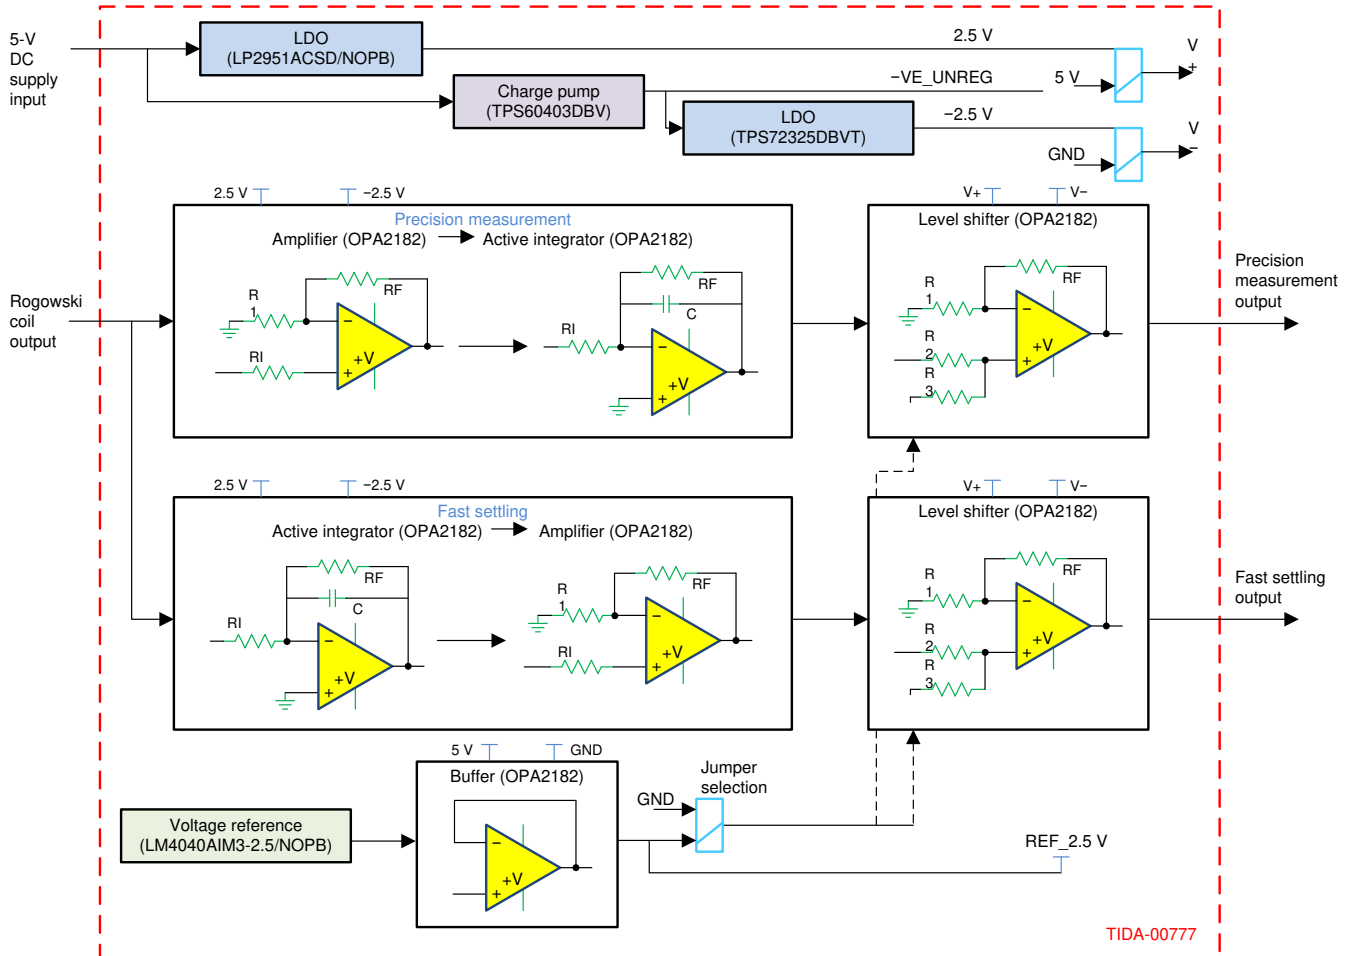 5-V
DC
supply
input
LDO
(LP2951ACSD/NOPB)
2.5 V
V
+
−VE_UNREG
5 V
Charge pump
(TPS60403DBV)
LDO
(TPS72325DBVT)
−2.5 V
V
−
GND
2.5 V
−2.5 V
Precision measurement
Amplifier (OPA2182)
Active integrator (OPA2182)
R
1
RF
RI
−
+V
+
RI
RF
C
−
+V
+
V+
V−
Level shifter (OPA2182)
R
1
RF
R
2
R
3
−
+V
+
Rogowski
coil
output
Precision
measurement
output
2.5 V
−2.5 V
Fast settling
Active integrator (OPA2182)
Amplifier (OPA2182)
RI
RF
C
−
+V
+
R
1
RF
RI
−
+V
+
V+
V−
Level shifter (OPA2182)
R
1
RF
R
2
R
3
−
+V
+
Fast settling
output
5 V
GND
Buffer (OPA2182)
−
+V
+
Voltage reference
(LM4040AIM3-2.5/NOPB)
Jumper
selection
GND
REF_2.5 V
TIDA-00777